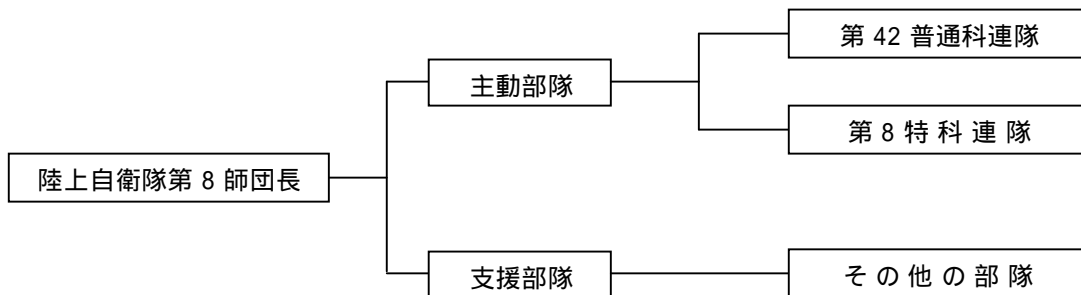 第 42 普通科連隊
主動部隊
第 8 特 科 連 隊
陸上自衛隊第 8 師団長
支援部隊
そ の 他 の 部 隊